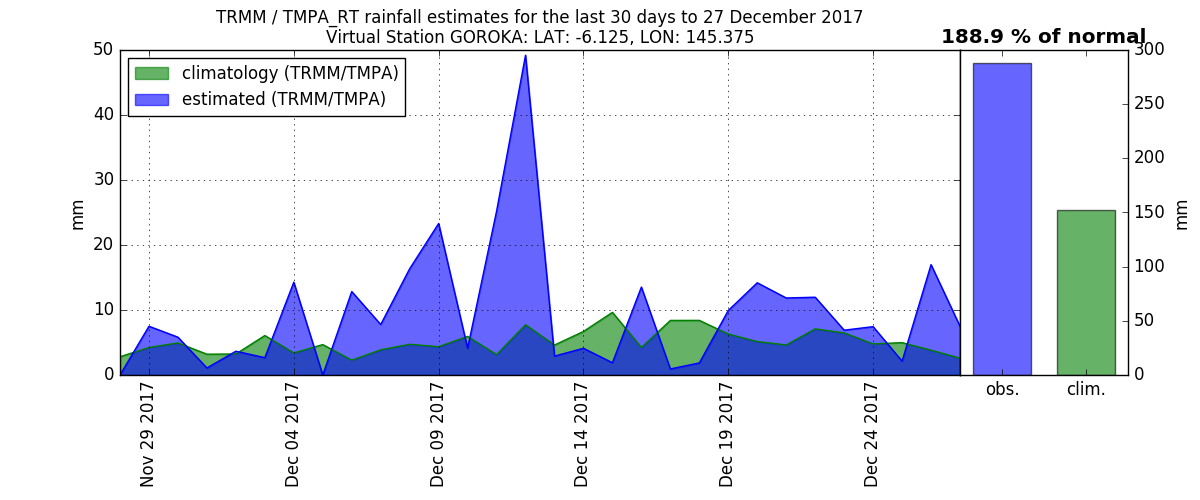 TRMM / TMPA_RT rainfall estimates for the last 30 days to 27 December 2017
Virtual Station GOROKA: LAT: -6.125, LON: 145.375
188.9 % of normal
climatology (TRMM/TMPA)
estimated (TRMM/TMPA)
50
40
30
20
10
0
mm
Nov 29 2017
Dec 04 2017
Dec 09 2017
Dec 14 2017
Dec 19 2017
Dec 24 2017
300
250
200
150
100
50
0
mm
obs.
clim.